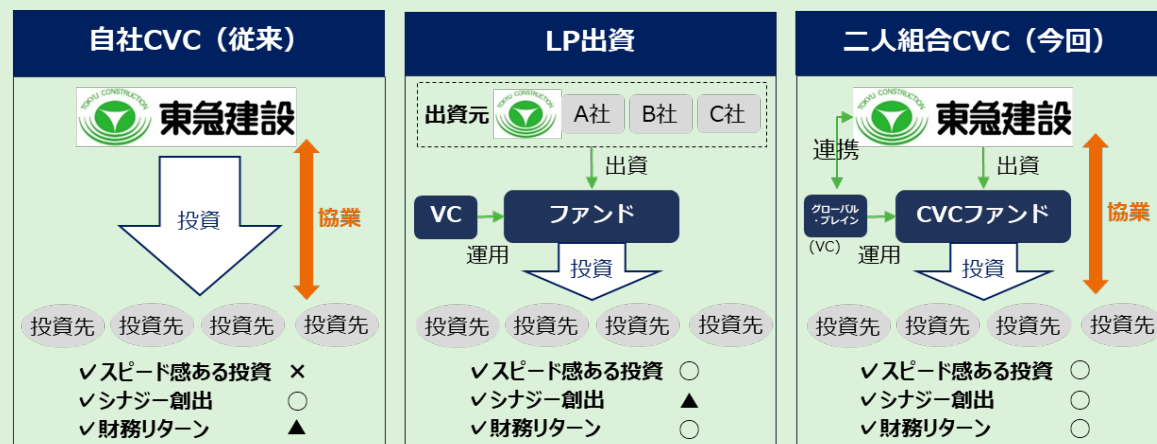 自社CVC（従来）
TOKYU CONSTRUCTION
東急建設
投資
協業
投資先 投資先 投資先 投資先
✓スピード感ある投資 ×
✓シナジー創出 ○
✓財務リターン ▲
LP出資
出資元 TOKYU CONSTRUCTION A社 B社 C社
出資
VC ファンド
運用
投資
投資先 投資先 投資先 投資先
✓スピード感ある投資 ○
✓シナジー創出 ▲
✓財務リターン ○
二人組合CVC（今回）
TOKYU CONSTRUCTION
東急建設
連携
出資
グローバル
・ブレイン
(VC)
CVCファンド
運用
投資
協業
投資先 投資先 投資先 投資先
✓スピード感ある投資 ○
✓シナジー創出 ○
✓財務リターン ○